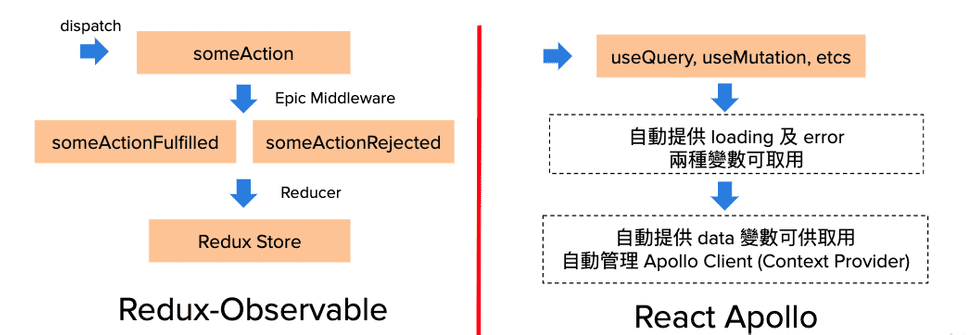 dispatch
someAction
Epic Middleware
someActionFulfilled
someActionRejected
Reducer
Redux Store
Redux-Observable
useQuery, useMutation, etcs
自動提供 loading 及 error
兩種變數可取用
自動提供 data 變數可供取用
自動管理 Apollo Client (Context Provider)
React Apollo